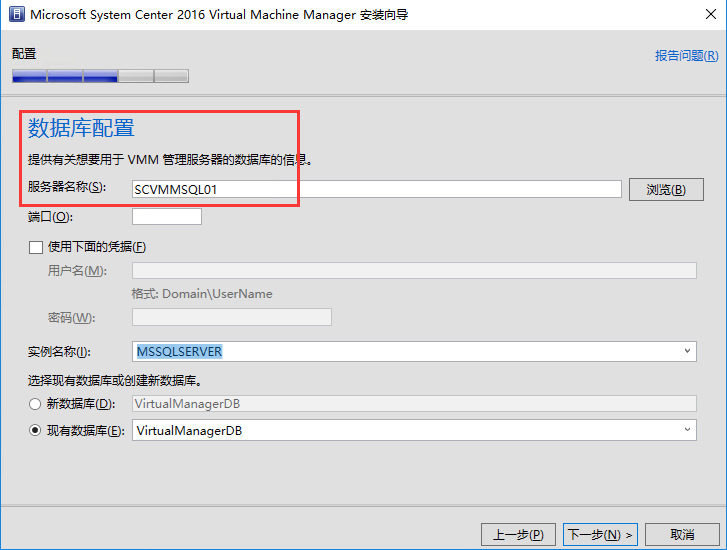 Microsoft System Center 2016 Virtual Machine Manager 安装向导
配置
报告问题(R)
数据库配置
提供有关想要用于 VMM 管理服务器的数据库的信息。
服务器名称(S): SCVMMSQL01 浏览(B)
端口(O):
使用下面的凭据(F)
用户名(M):
格式: Domain\UserName
密码(W):
实例名称(I): MSSQLSERVER
选择现有数据库或创建新数据库。
新数据库(D): VirtualManagerDB
现有数据库(E): VirtualManagerDB
上一步(P) 下一步(N) > 取消